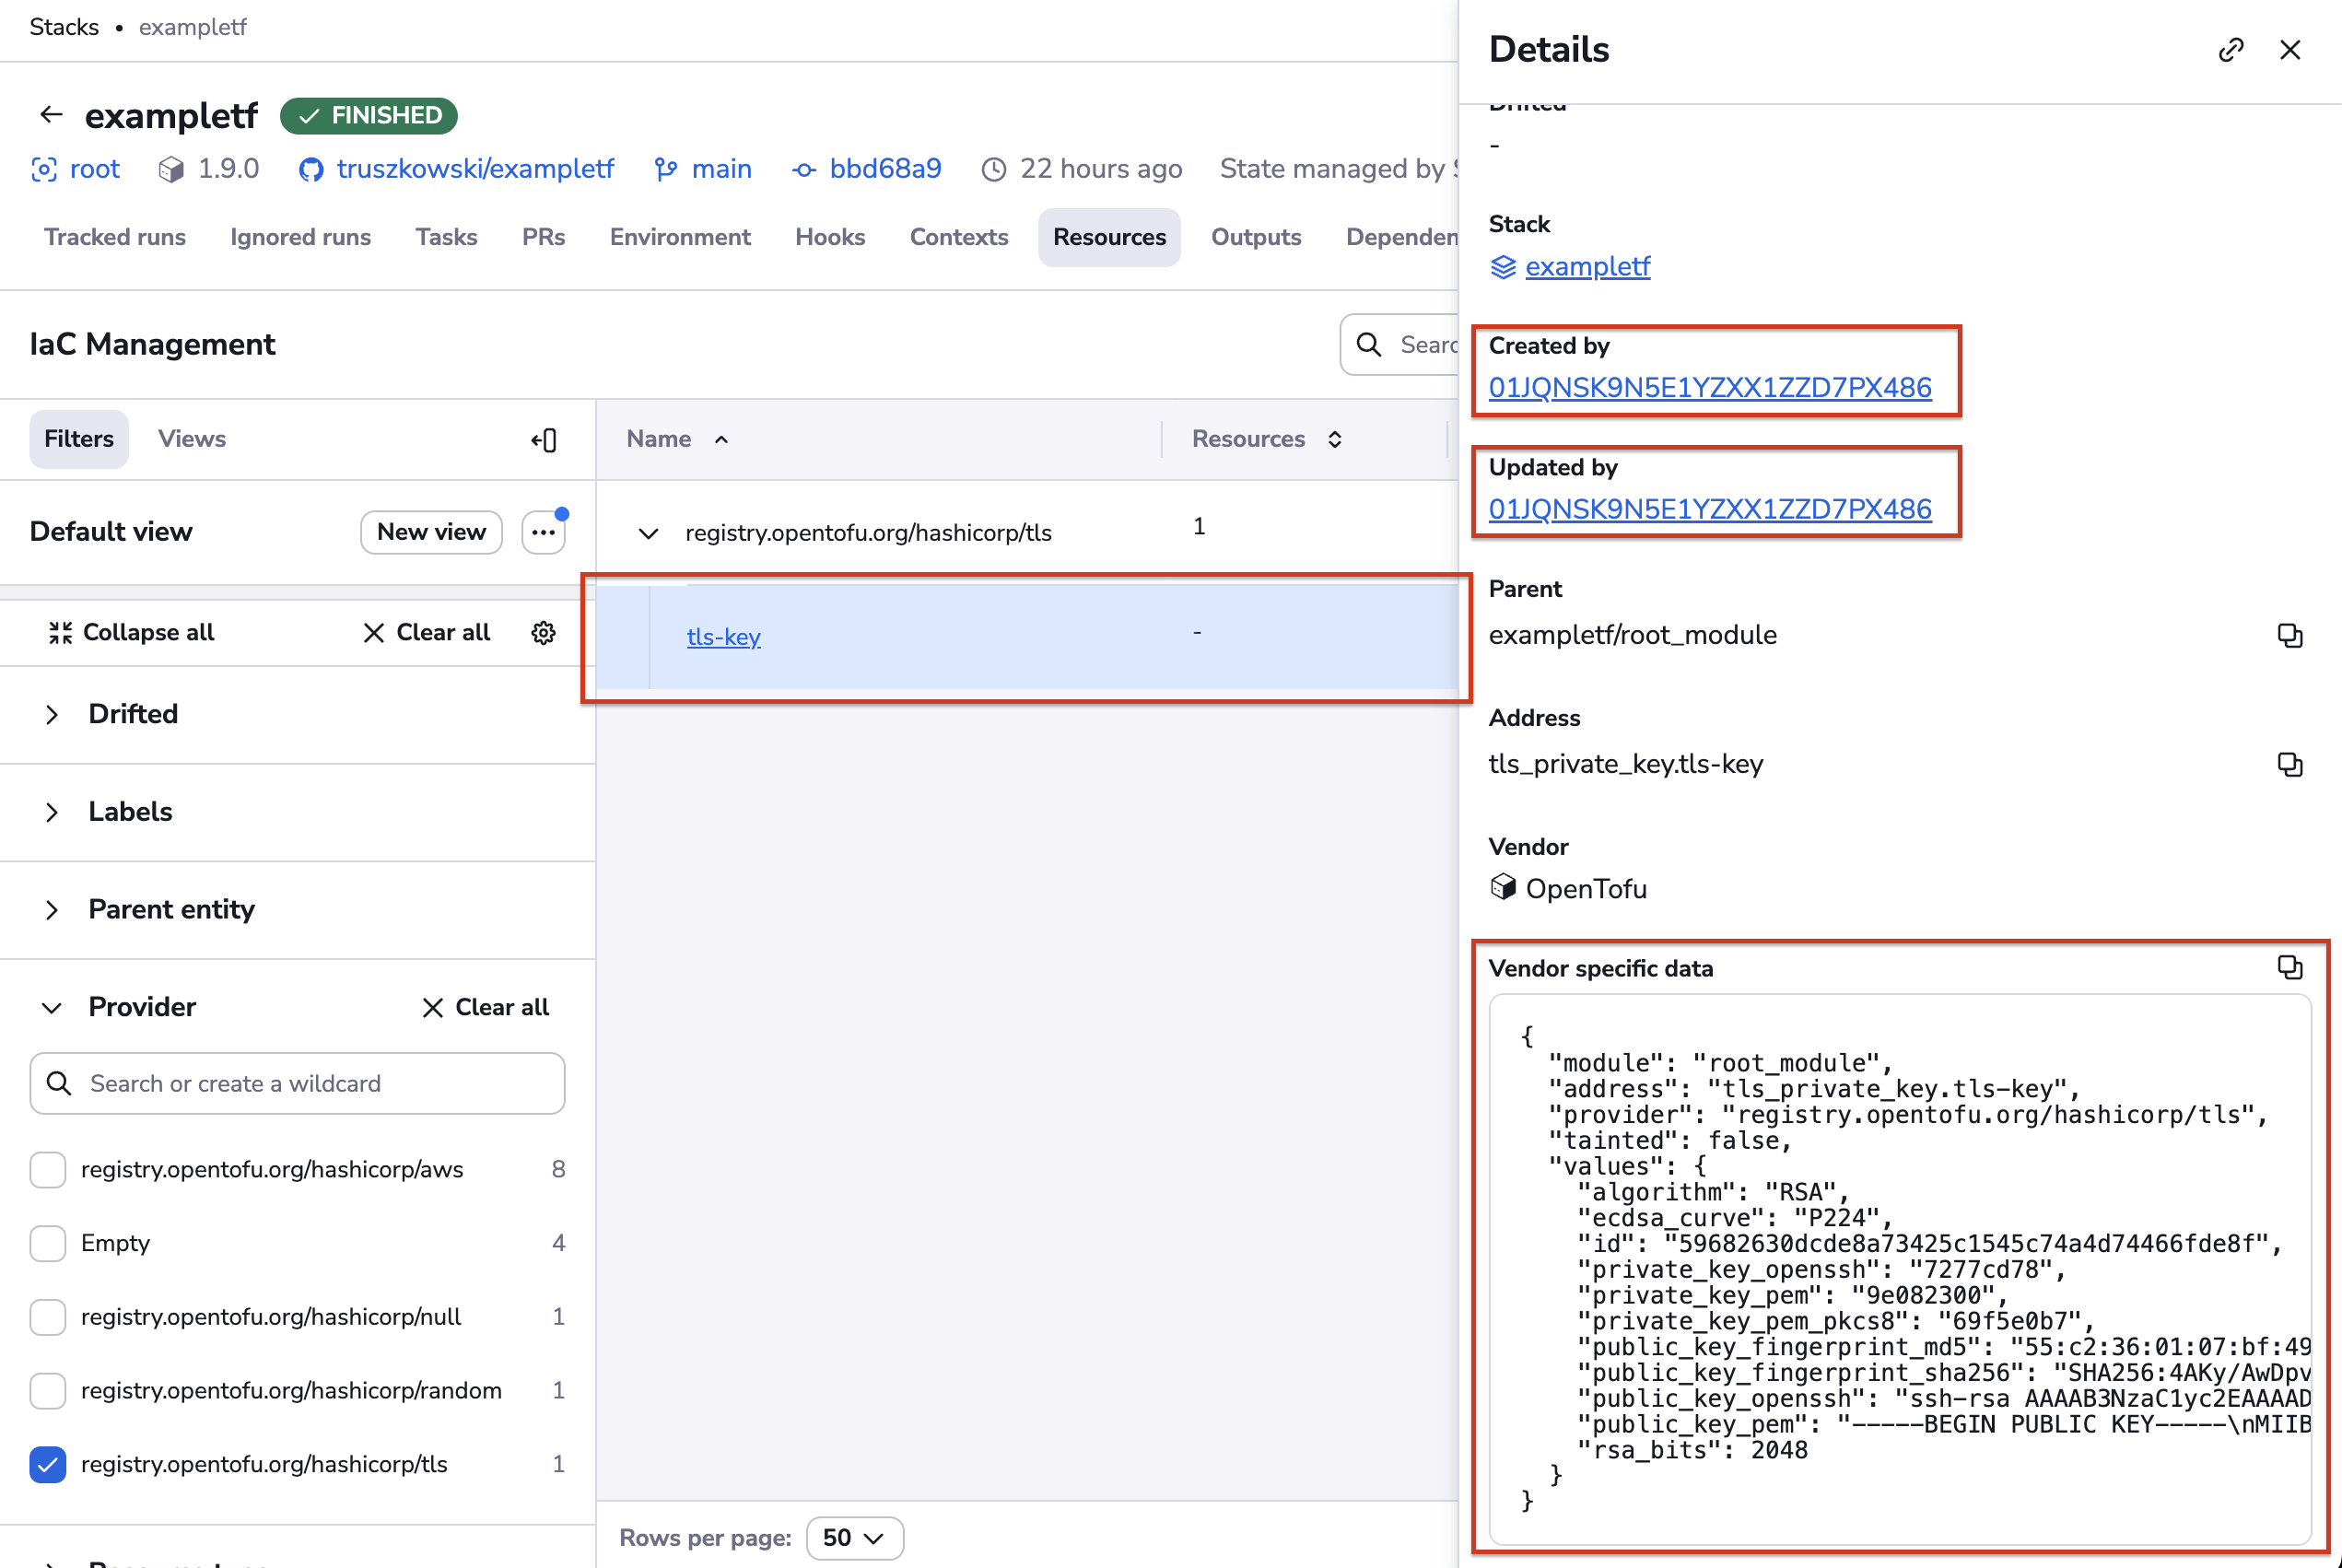 Stacks • exampletf
exampletf FINISHED
root 1.9.0 truszkowski/exampletf main bbd68a9 22 hours ago State managed by
Tracked runs Ignored runs Tasks PRs Environment Hooks Contexts Resources Outputs Dependen
IaC Management
Searc
Filters Views
Default view New view ...
Collapse all Clear all
Drifted
Labels
Parent entity
Provider Clear all
Search or create a wildcard
registry.opentofu.org/hashicorp/aws 8
Empty 4
registry.opentofu.org/hashicorp/null 1
registry.opentofu.org/hashicorp/random 1
registry.opentofu.org/hashicorp/tls 1
Name Resources
registry.opentofu.org/hashicorp/tls 1
tls-key -
Rows per page: 50
Details
Drifted
-
Stack
exampletf
Created by
01JQNSK9N5E1YZXX1ZZD7PX486
Updated by
01JQNSK9N5E1YZXX1ZZD7PX486
Parent
exampletf/root_module
Address
tls_private_key.tls-key
Vendor
OpenTofu
Vendor specific data
{
"module": "root_module",
"address": "tls_private_key.tls-key",
"provider": "registry.opentofu.org/hashicorp/tls",
"tainted": false,
"values": {
"algorithm": "RSA",
"ecdsa_curve": "P224",
"id": "59682630dcde8a73425c1545c74a4d74466fde8f",
"private_key_openssh": "7277cd78",
"private_key_pem": "9e082300",
"private_key_pem_pkcs8": "69f5e0b7",
"public_key_fingerprint_md5": "55:c2:36:01:07:bf:49
"public_key_fingerprint_sha256": "SHA256:4AKy/AwDpv
"public_key_openssh": "ssh-rsa AAAAB3NzaC1yc2EAAAAD
"public_key_pem": "-----BEGIN PUBLIC KEY-----\nMIIB
"rsa_bits": 2048
}
}